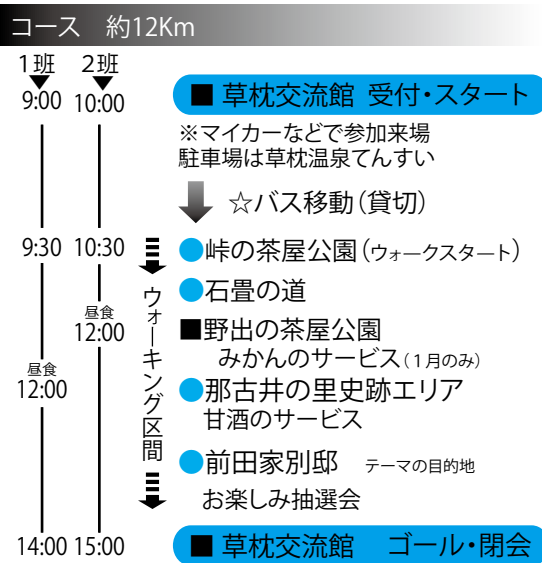 コース　約12Km
1班　2班
9:00 10:00
■ 草枕交流館 受付・スタート
※マイカーなどで参加来場
駐車場は草枕温泉てんすい
☆バス移動（貸切）
9:30 10:30
●峠の茶屋公園（ウォークスタート）
●石畳の道
ウォーキング区間
昼食
12:00
■野出の茶屋公園
みかんのサービス（1月のみ）
昼食
12:00
●那古井の里史跡エリア
甘酒のサービス
●前田家別邸　テーマの目的地
お楽しみ抽選会
14:00 15:00
■ 草枕交流館　ゴール・閉会